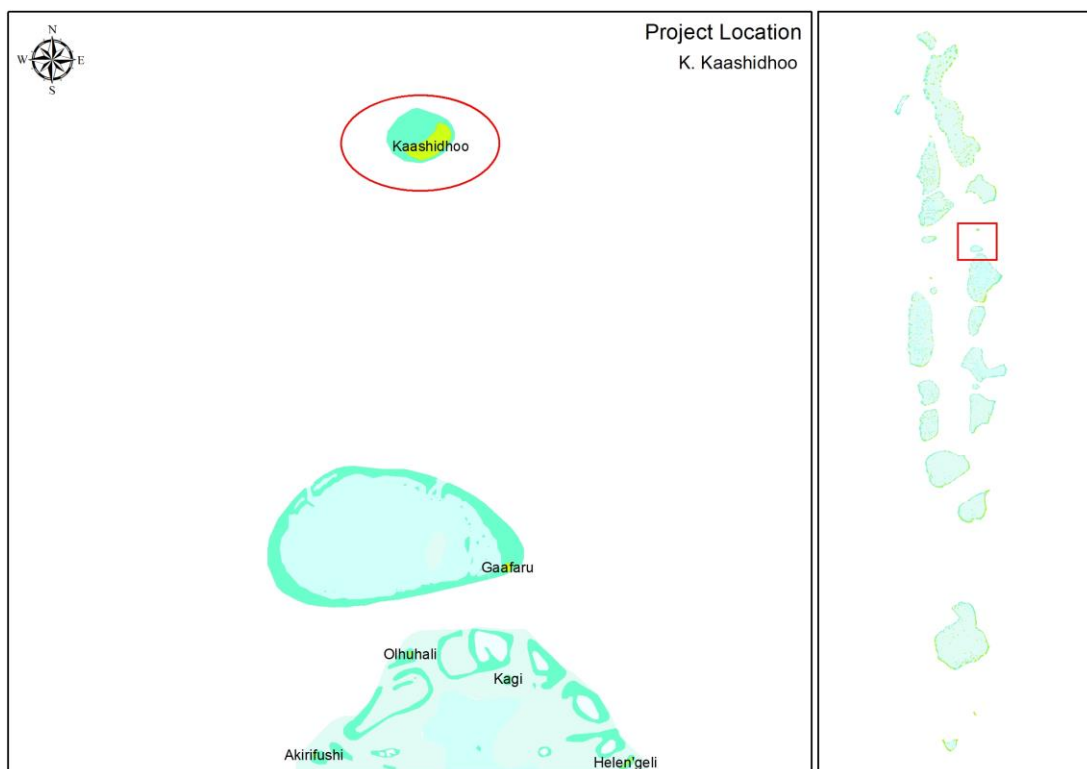 Project Location
K. Kaashidhoo
N
W E
S
Kaashidhoo
Gaafaru
Olhuhali
Kagi
Akirifushi
Helen'geli